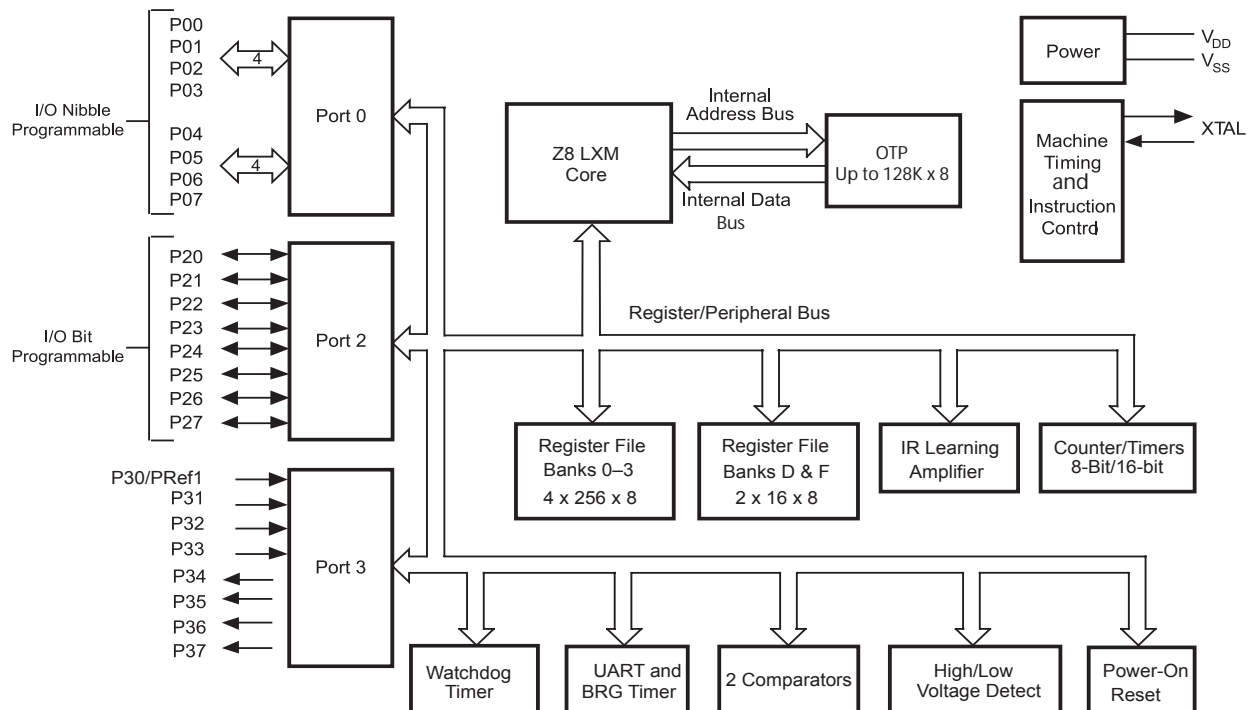 P00
P01
P02
P03
4
I/O Nibble
Programmable
P04
P05
P06
P07
4
Port 0
I/O Bit
Programmable
P20
P21
P22
P23
P24
P25
P26
P27
Port 2
P30/PRef1
P31
P32
P33
P34
P35
P36
P37
Port 3
Z8 LXM
Core
Internal
Address Bus
Internal Data
Bus
OTP
Up to 128K x 8
Power
VDD
VSS
Machine
Timing
and
Instruction
Control
XTAL
Register/Peripheral Bus
Register File
Banks 0–3
4 x 256 x 8
Register File
Banks D & F
2 x 16 x 8
IR Learning
Amplifier
Counter/Timers
8-Bit/16-bit
Watchdog
Timer
UART and
BRG Timer
2 Comparators
High/Low
Voltage Detect
Power-On
Reset